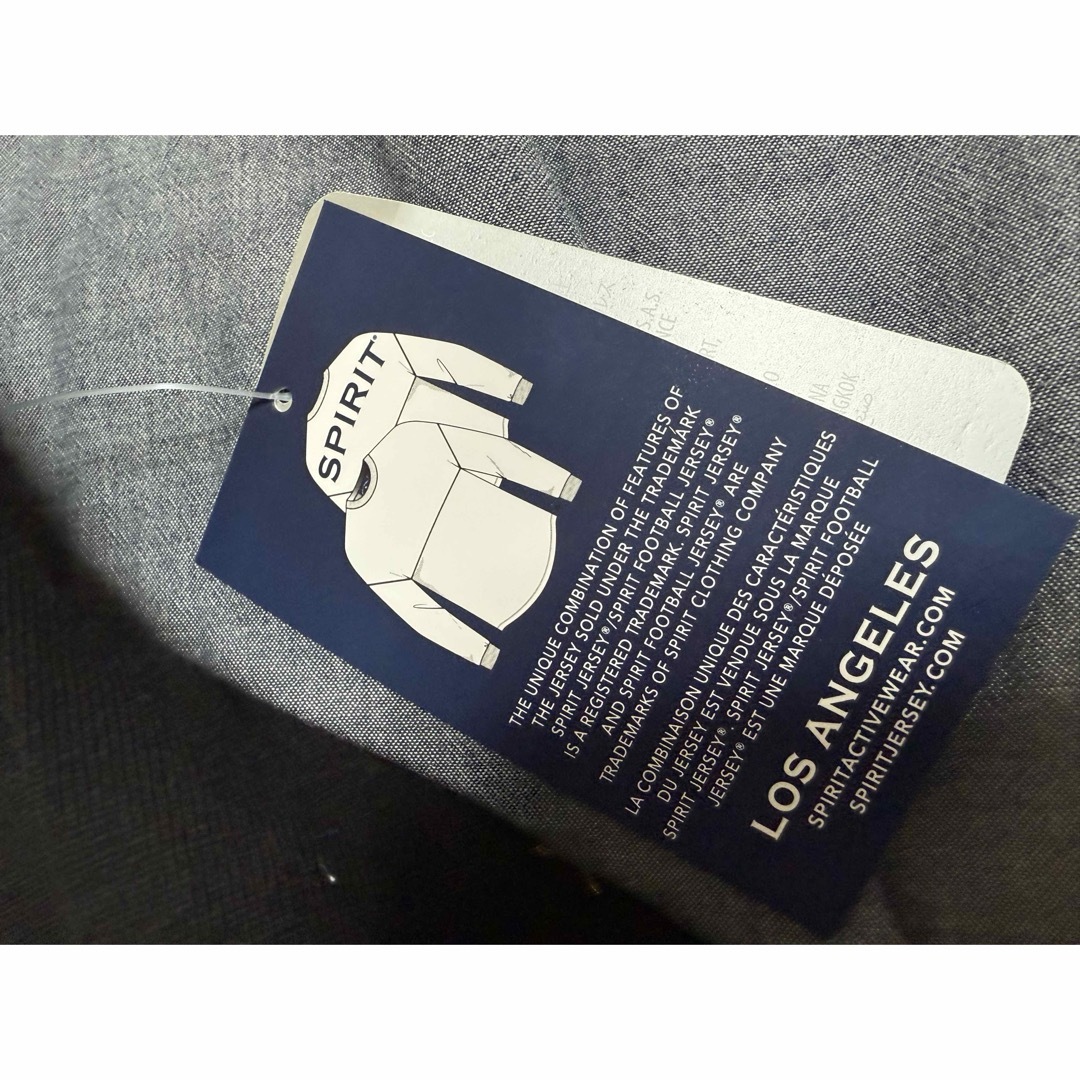 SPIRIT®
THE UNIQUE COMBINATION OF FEATURES OF
THE JERSEY SOLD UNDER THE TRADEMARK
SPIRIT JERSEY®/SPIRIT FOOTBALL JERSEY®
IS A REGISTERED TRADEMARK. SPIRIT JERSEY®
AND SPIRIT FOOTBALL JERSEY® ARE
TRADEMARKS OF SPIRIT CLOTHING COMPANY
LA COMBINAISON UNIQUE DES CARACTÉRISTIQUES
DU JERSEY EST VENDUE SOUS LA MARQUE
SPIRIT JERSEY® SPIRIT JERSEY®/SPIRIT FOOTBALL
JERSEY® EST UNE MARQUE DÉPOSÉE
LOS ANGELES
SPIRITACTIVEWEAR.COM
SPIRITJERSEY.COM
S.A.S